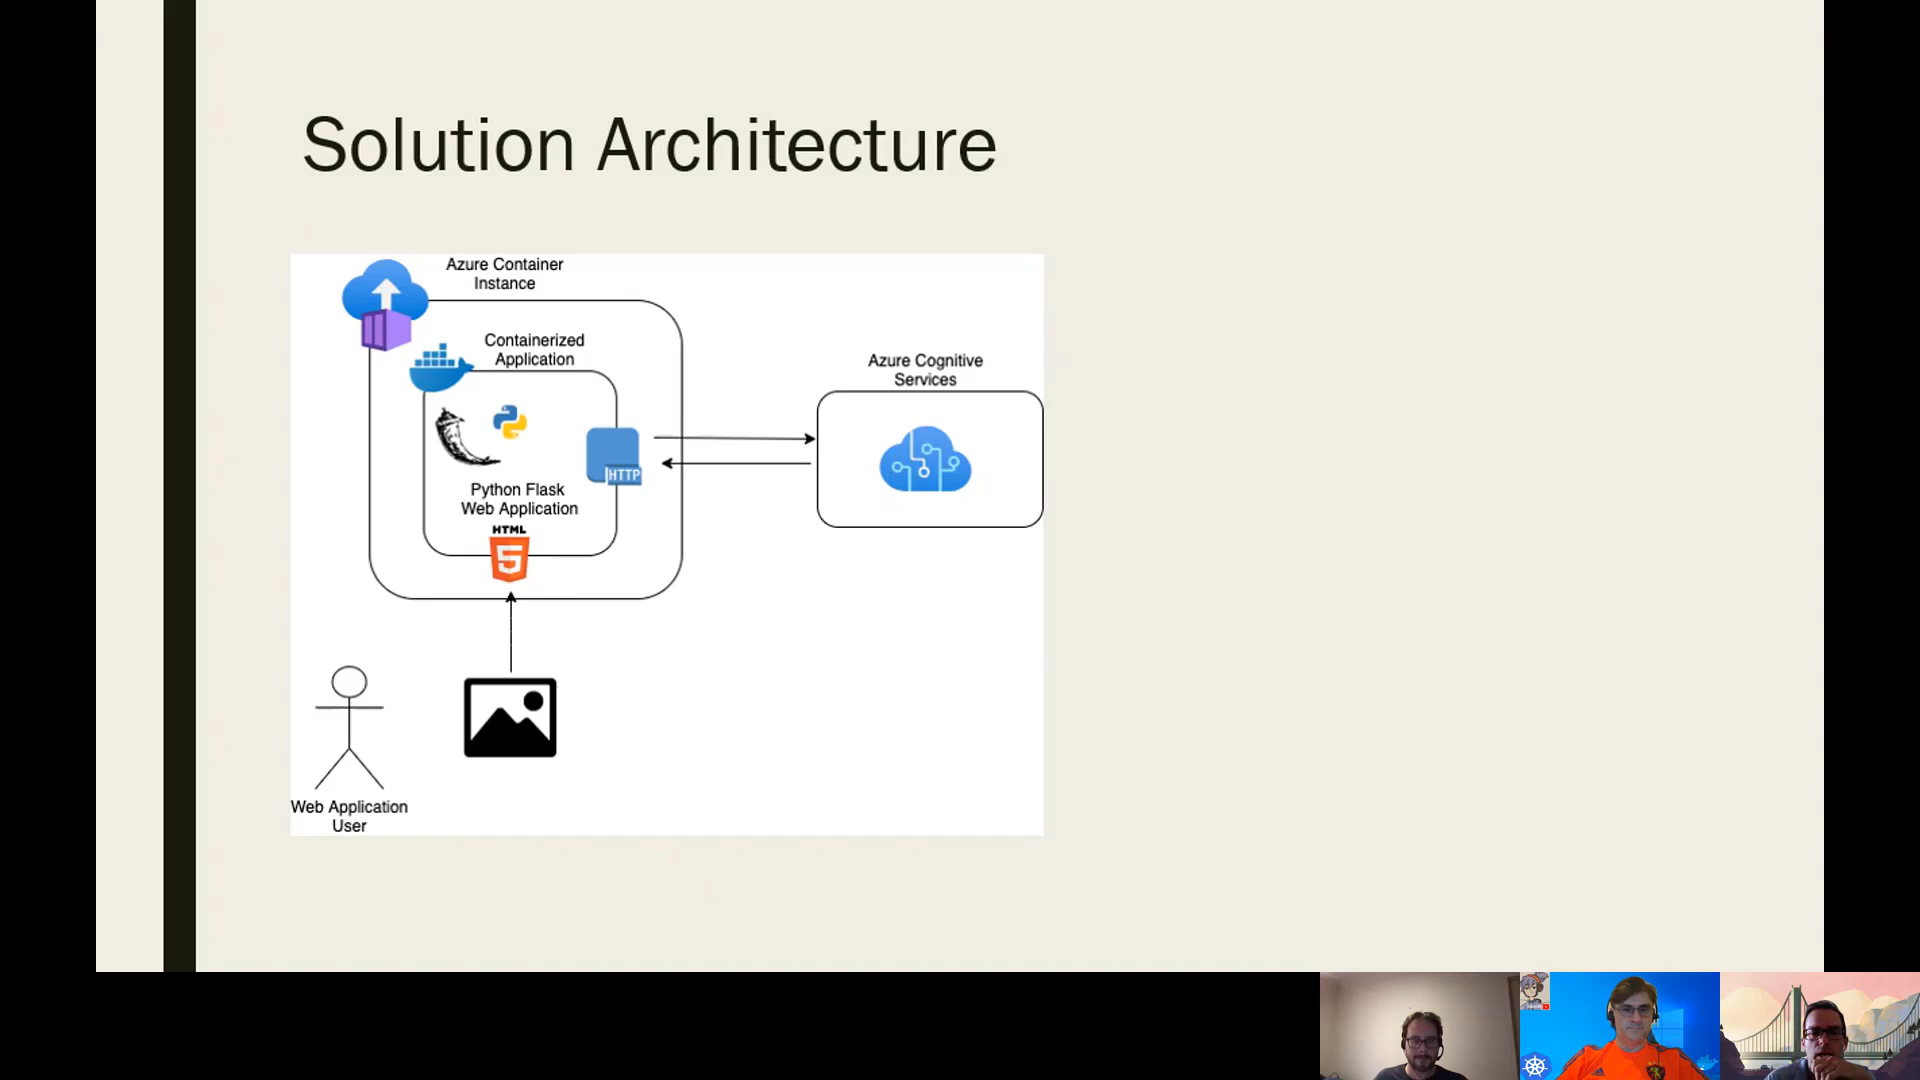 Solution Architecture
Azure Container
Instance
Containerized
Application
Azure Cognitive
Services
HTTP
Python Flask
Web Application
HTML
5
Web Application
User